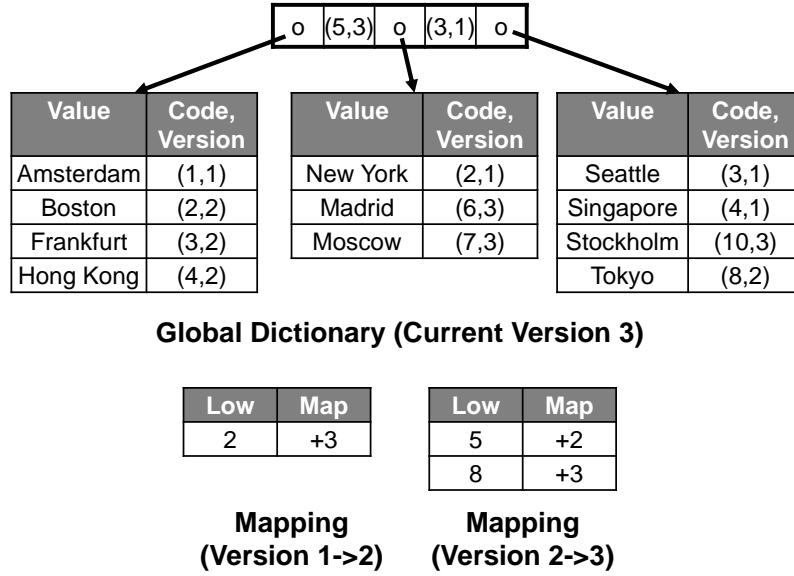 o (5,3) o (3,1) o
Value Code, Version
Amsterdam (1,1)
Boston (2,2)
Frankfurt (3,2)
Hong Kong (4,2)
Value Code, Version
New York (2,1)
Madrid (6,3)
Moscow (7,3)
Value Code, Version
Seattle (3,1)
Singapore (4,1)
Stockholm (10,3)
Tokyo (8,2)
Global Dictionary (Current Version 3)
Low Map
2 +3
Mapping
(Version 1->2)
Low Map
5 +2
8 +3
Mapping
(Version 2->3)